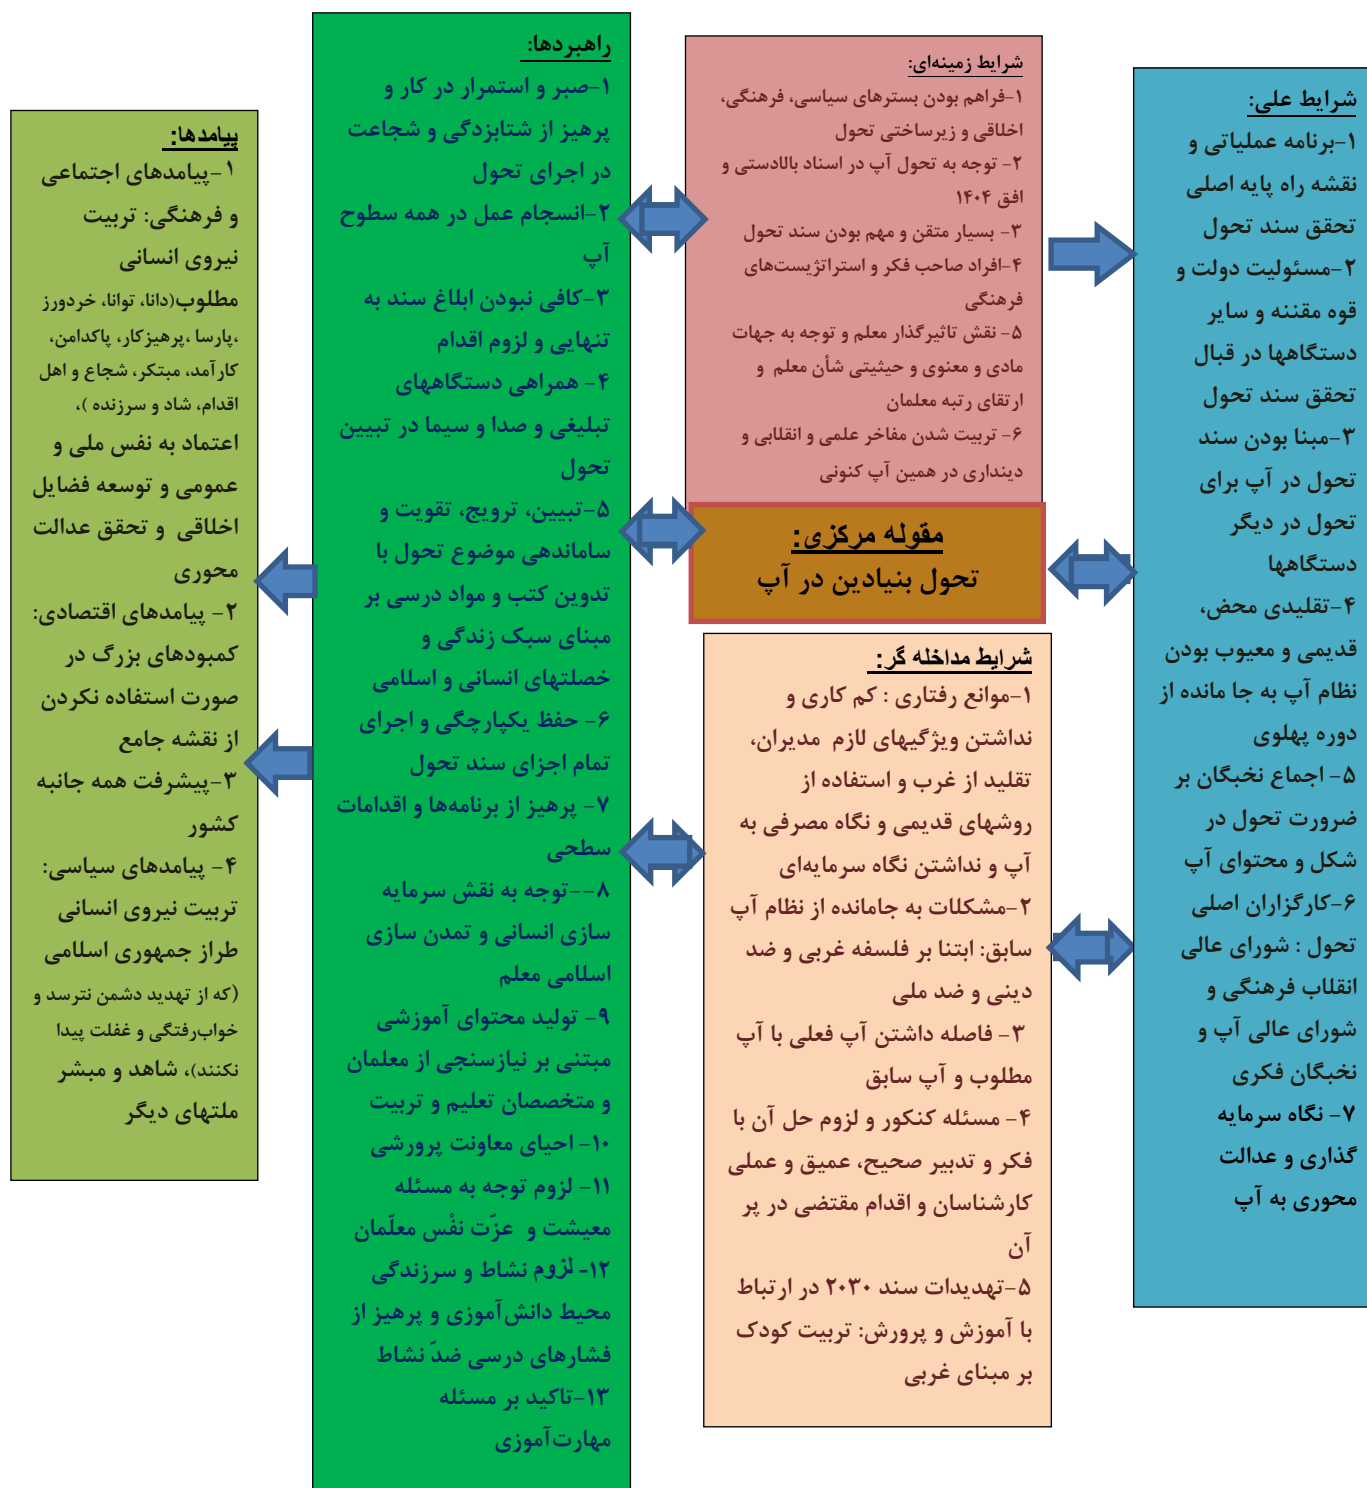 شرایط علی:
۱-برنامه عملیاتی و
نقشه راه پایه اصلی
تحقق سند تحول
۲-مسئولیت دولت و
قوه مقننه و سایر
دستگاهها در قبال
تحقق سند تحول
۳-مبنا بودن سند
تحول در آپ برای
تحول در دیگر
دستگاهها
۴-تقلیدی محض،
قدیمی و معیوب بودن
نظام آپ به جا مانده از
دوره پهلوی
۵- اجماع نخبگان بر
ضرورت تحول در
شکل و محتوای آپ
۶-کارگزاران اصلی
تحول : شورای عالی
انقلاب فرهنگی و
شورای عالی آپ و
نخبگان فکری
۷- نگاه سرمایه
گذاری و عدالت
محوری به آپ
شرایط زمینه‌ای:
۱-فراهم بودن بسترهای سیاسی، فرهنگی،
اخلاقی و زیرساختی تحول
۲- توجه به تحول آپ در اسناد بالادستی و
افق ۱۴۰۴
۳- بسیار متقن و مهم بودن سند تحول
۴-افراد صاحب فکر و استراتژیست‌های
فرهنگی
۵- نقش تاثیرگذار معلم و توجه به جهات
مادی و معنوی و حیثیتی شأن معلم و
ارتقای رتبه معلمان
۶- تربیت شدن مفاخر علمی و انقلابی و
دینداری در همین آپ کنونی
مقوله مرکزی:
تحول بنیادین در آپ
شرایط مداخله گر:
۱-موانع رفتاری : کم کاری و
نداشتن ویژگیهای لازم مدیران،
تقلید از غرب و استفاده از
روشهای قدیمی و نگاه مصرفی به
آپ و نداشتن نگاه سرمایه‌ای
۲-مشکلات به جامانده از نظام آپ
سابق: ابتنا بر فلسفه غربی و ضد
دینی و ضد ملی
۳- فاصله داشتن آپ فعلی با آپ
مطلوب و آپ سابق
۴- مسئله کنکور و لزوم حل آن با
فکر و تدبیر صحیح، عمیق و عملی
کارشناسان و اقدام مقتضی در پر
آن
۵-تهدیدات سند ۲۰۳۰ در ارتباط
با آموزش و پرورش: تربیت کودک
بر مبنای غربی
راهبردها:
۱-صبر و استمرار در کار و
پرهیز از شتابزدگی و شجاعت
در اجرای تحول
۲-انسجام عمل در همه سطوح
آپ
۳-کافی نبودن ابلاغ سند به
تنهایی و لزوم اقدام
۴- همراهی دستگاههای
تبلیغی و صدا و سیما در تبیین
تحول
۵-تبیین، ترویج، تقویت و
ساماندهی موضوع تحول با
تدوین کتب و مواد درسی بر
مبنای سبک زندگی و
خصلتهای انسانی و اسلامی
۶- حفظ یکپارچگی و اجرای
تمام اجزای سند تحول
۷- پرهیز از برنامه‌ها و اقدامات
سطحی
۸--توجه به نقش سرمایه
سازی انسانی و تمدن سازی
اسلامی معلم
۹- تولید محتوای آموزشی
مبتنی بر نیازسنجی از معلمان
و متخصصان تعلیم و تربیت
۱۰- احیای معاونت پرورشی
۱۱- لزوم توجه به مسئله
معیشت و عزّت نفْس معلّمان
۱۲- لزوم نشاط و سرزندگی
محیط دانش‌آموزی و پرهیز از
فشارهای درسی ضدّ نشاط
۱۳-تاکید بر مسئله
مهارت‌آموزی
پیامدها:
۱-پیامدهای اجتماعی
و فرهنگی: تربیت
نیروی انسانی
مطلوب(دانا، توانا، خردورز
،پارسا ،پرهیزکار، پاکدامن،
کارآمد، مبتکر، شجاع و اهل
اقدام، شاد و سرزنده )،
اعتماد به نفس ملی و
عمومی و توسعه فضایل
اخلاقی و تحقق عدالت
محوری
۲- پیامدهای اقتصادی:
کمبودهای بزرگ در
صورت استفاده نکردن
از نقشه جامع
۳-پیشرفت همه جانبه
کشور
۴- پیامدهای سیاسی:
تربیت نیروی انسانی
طراز جمهوری اسلامی
(که از تهدید دشمن نترسد و
خواب‌رفتگی و غفلت پیدا
نکنند)، شاهد و مبشر
ملتهای دیگر